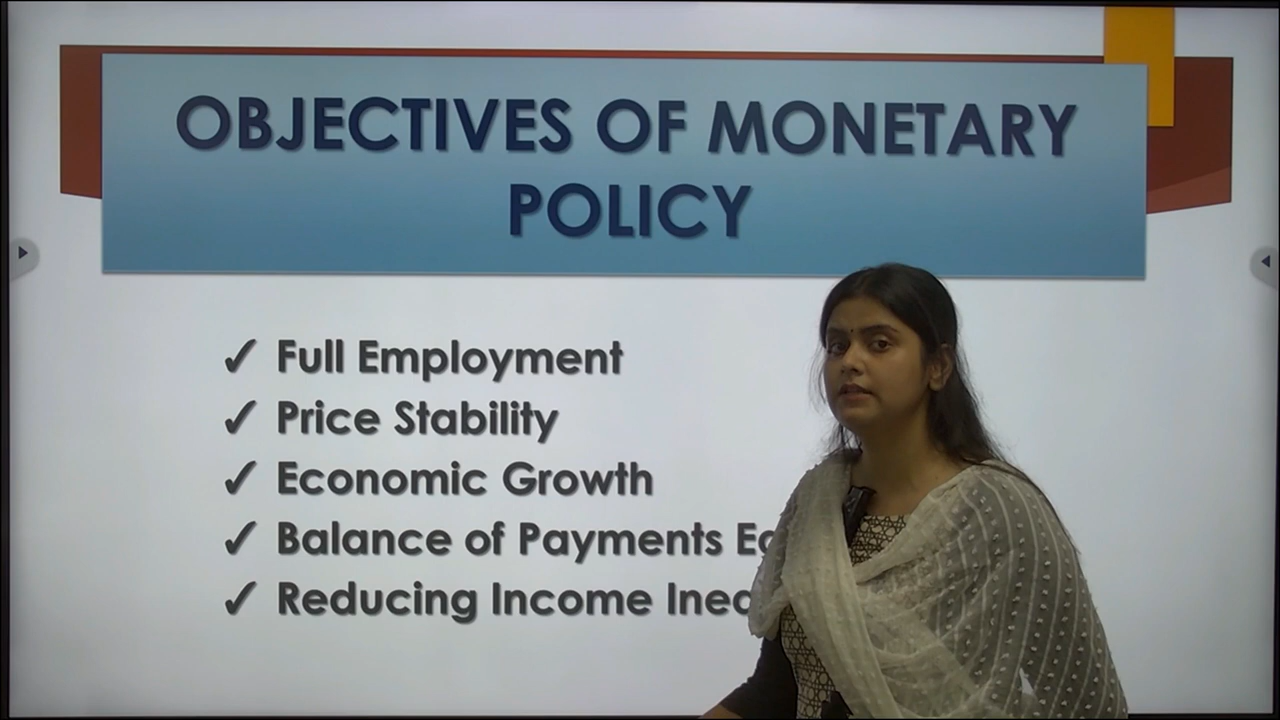 OBJECTIVES OF MONETARY
POLICY
✓ Full Employment
✓ Price Stability
✓ Economic Growth
✓ Balance of Payments
✓ Reducing Income